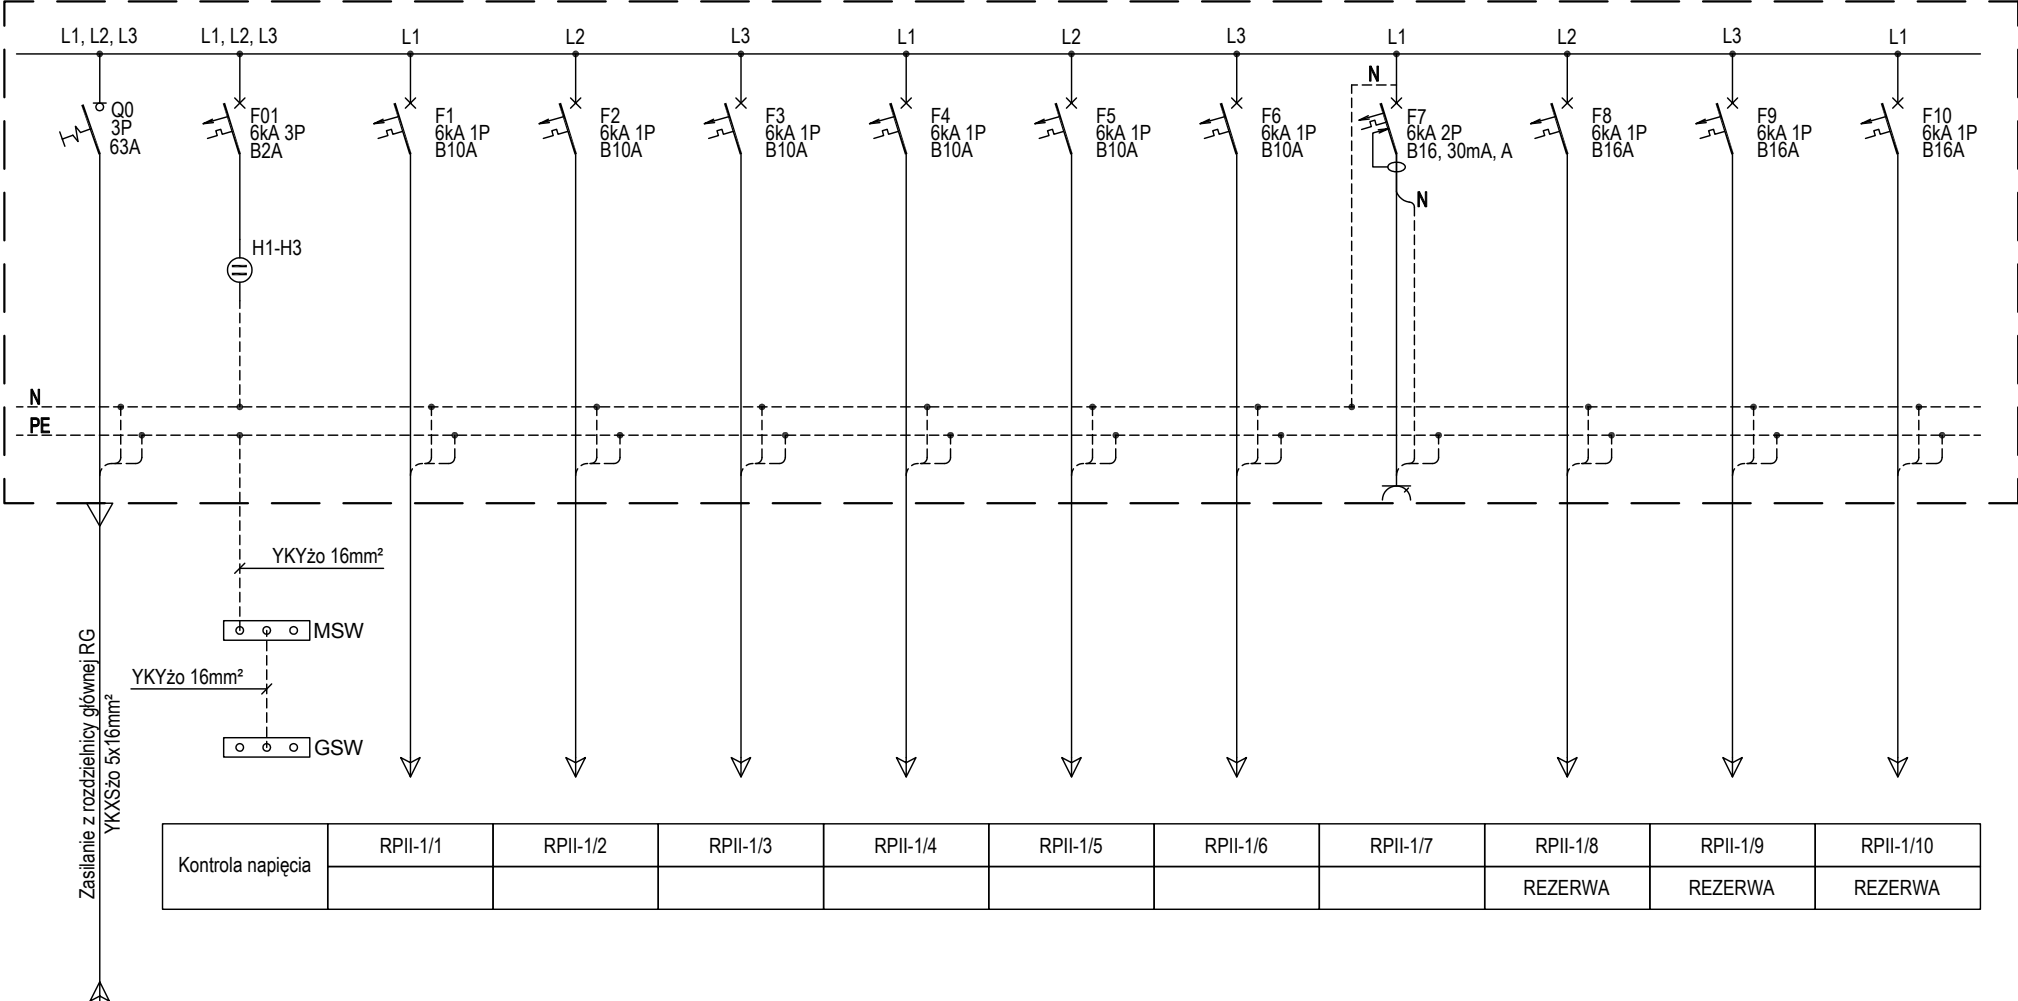 L1, L2, L3
L1, L2, L3
L1
L2
L3
L1
L2
L3
L1
L2
L3
L1
N
Q0
3P
63A
F01
6kA 3P
B2A
F1
6kA 1P
B10A
F2
6kA 1P
B10A
F3
6kA 1P
B10A
F4
6kA 1P
B10A
F5
6kA 1P
B10A
F6
6kA 1P
B10A
F7
6kA 2P
B16, 30mA, A
F8
6kA 1P
B16A
F9
6kA 1P
B16A
F10
6kA 1P
B16A
N
H1-H3
N
PE
YKYżo 16mm²
MSW
YKYżo 16mm²
GSW
Zasilanie z rozdzielnicy głównej RG
YKXSżo 5x16mm²
Kontrola napięcia
RPII-1/1
RPII-1/2
RPII-1/3
RPII-1/4
RPII-1/5
RPII-1/6
RPII-1/7
RPII-1/8
RPII-1/9
RPII-1/10
REZERWA
REZERWA
REZERWA